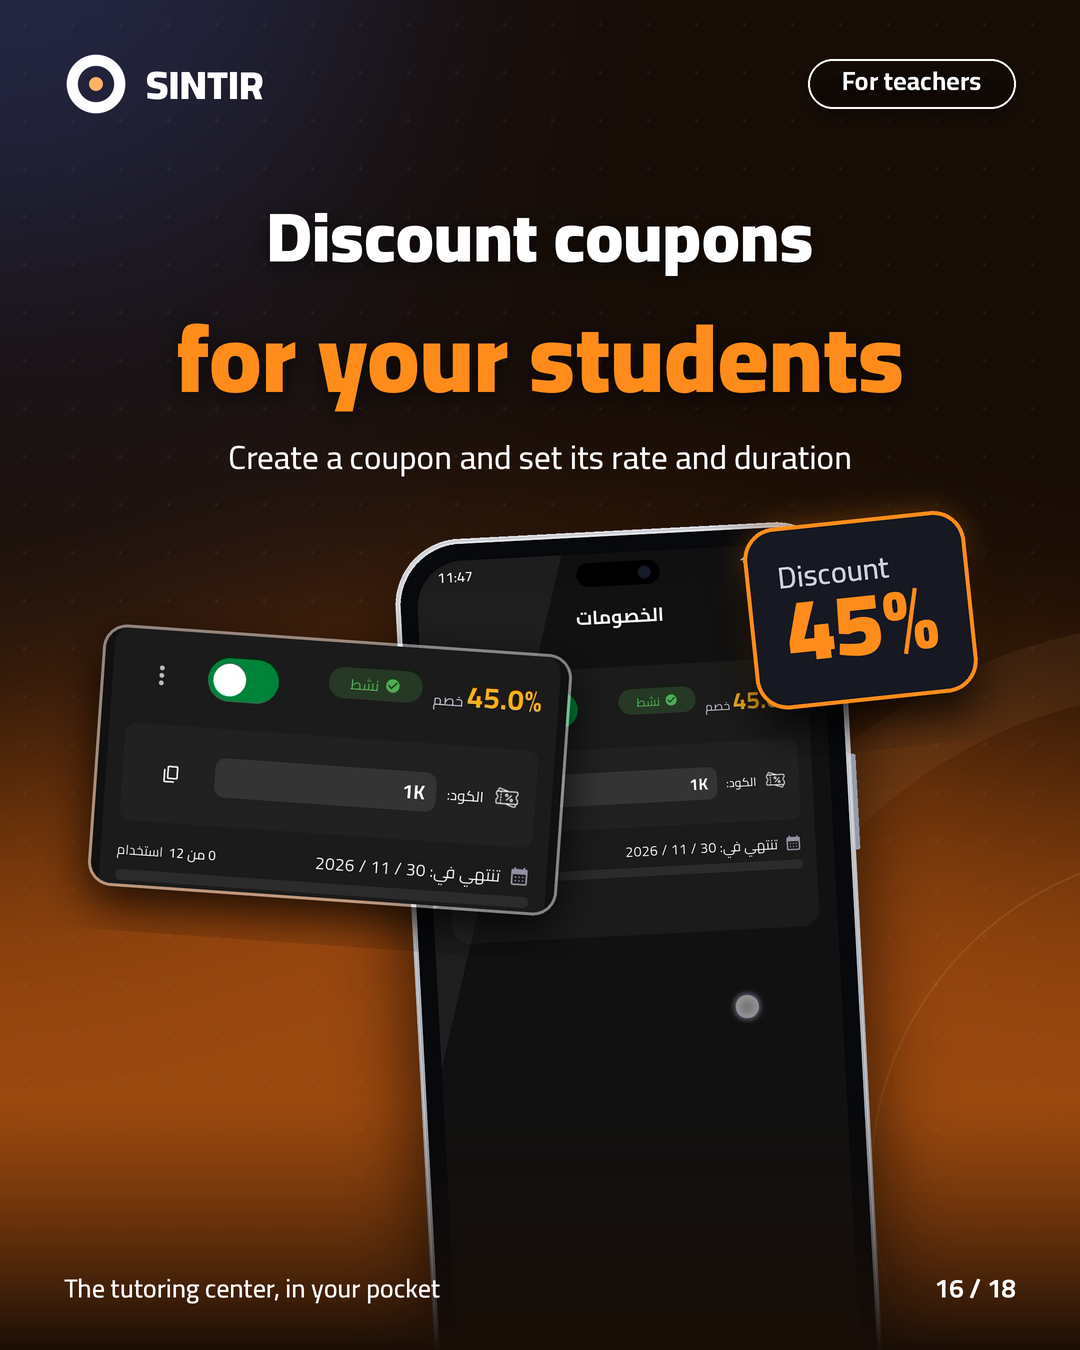 SINTIR
For teachers
Discount coupons
for your students
Create a coupon and set its rate and duration
11:47
الخصومات
Discount
45%
45.0% خصم
نشط
الكود:
1K
تنتهي في: 30 / 11 / 2026
0 من 12 استخدام
خصم
نشط
الكود:
1K
تنتهي في: 30 / 11 / 2026
The tutoring center, in your pocket
16 / 18